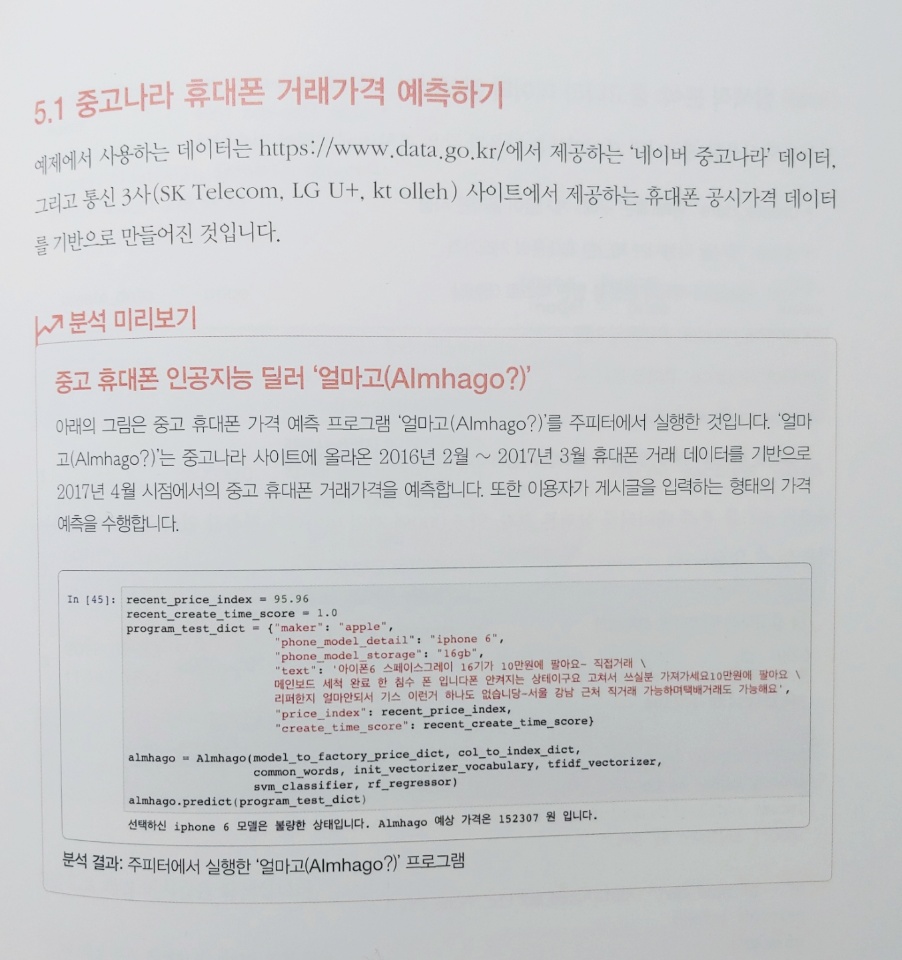 5.1 중고나라 휴대폰 거래가격 예측하기
예제에서 사용하는 데이터는 https://www.data.go.kr/에서 제공하는 '네이버 중고나라' 데이터,
그리고 통신 3사(SK Telecom, LG U+, kt olleh) 사이트에서 제공하는 휴대폰 공시가격 데이터
를 기반으로 만들어진 것입니다.
분석 미리보기
중고 휴대폰 인공지능 딜러 '얼마고(Almhago?)'
아래의 그림은 중고 휴대폰 가격 예측 프로그램 '얼마고(Almhago?)'를 주피터에서 실행한 것입니다. '얼마
고(Almhago?)'는 중고나라 사이트에 올라온 2016년 2월 ~ 2017년 3월 휴대폰 거래 데이터를 기반으로
2017년 4월 시점에서의 중고 휴대폰 거래가격을 예측합니다. 또한 이용자가 게시글을 입력하는 형태의 가격
예측을 수행합니다.
In [45]: recent_price_index = 95.96
recent_create_time_score = 1.0
program_test_dict = {"maker": "apple",
"phone_model_detail": "iphone 6",
"phone_model_storage": "16gb",
"text": '아이폰6 스페이스그레이 16기가 10만원에 팔아요~ 직접거래 \
메인보드 세척 완료 한 침수 폰 입니다폰 안켜지는 상테이구요 고쳐서 쓰실분 가져가세요10만원에 팔아요 \
리퍼한지 얼마안되서 기스 이런거 하나도 없습니당~서울 강남 근처 직거래 가능하며택배거래도 가능해요',
"price_index": recent_price_index,
"create_time_score": recent_create_time_score}
almhago = Almhago(model_to_factory_price_dict, col_to_index_dict,
common_words, init_vectorizer_vocabulary, tfidf_vectorizer,
svm_classifier, rf_regressor)
almhago.predict(program_test_dict)
선택하신 iphone 6 모델은 불량한 상태입니다. Almhago 예상 가격은 152307 원 입니다.
분석 결과: 주피터에서 실행한 '얼마고(Almhago?)' 프로그램